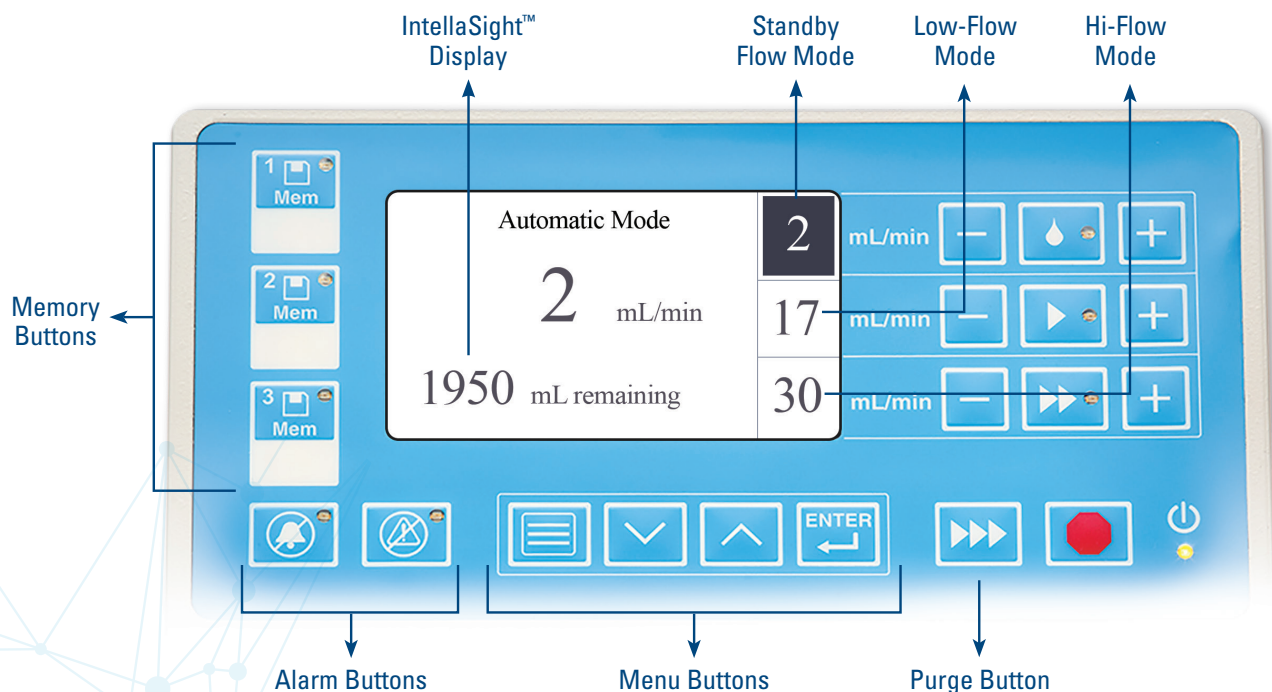 IntellaSight™
Display
Standby
Flow Mode
Low-Flow
Mode
Hi-Flow
Mode
Memory
Buttons
1
Mem
2
Mem
3
Mem
Automatic Mode
2 mL/min
1950 mL remaining
2 mL/min
17 mL/min
30 mL/min
ENTER
Alarm Buttons
Menu Buttons
Purge Button